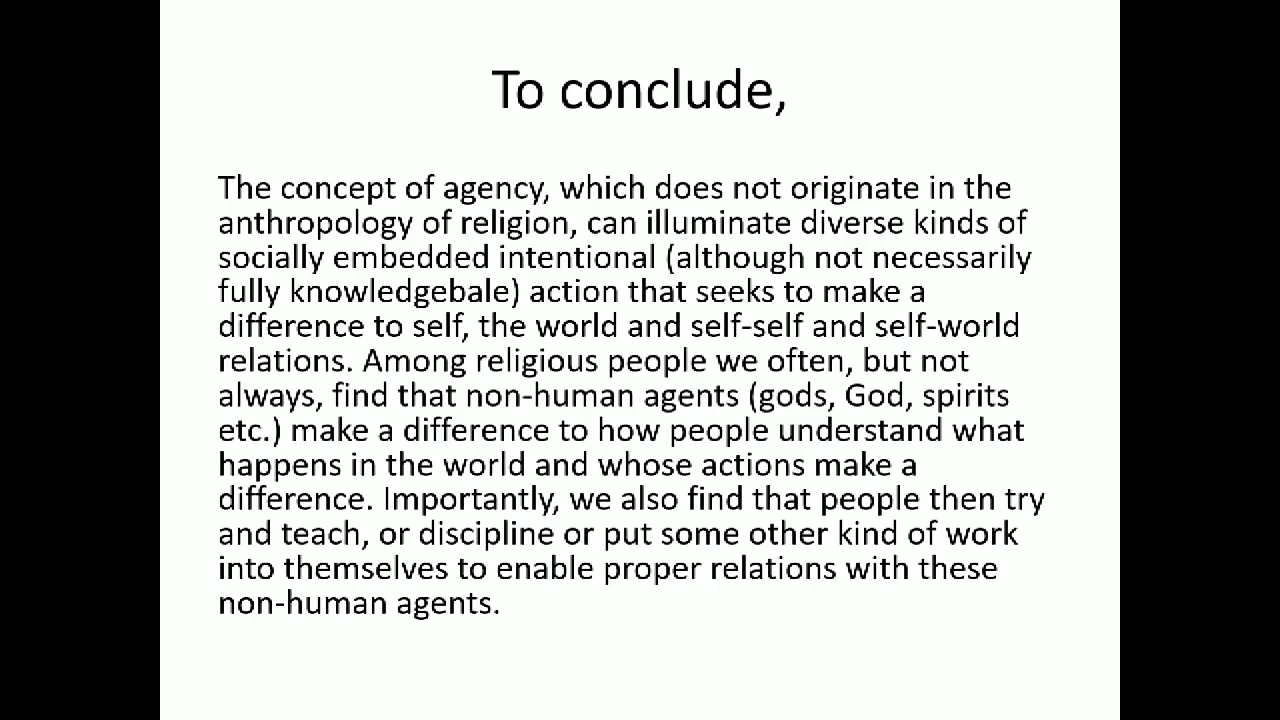 To conclude,
The concept of agency, which does not originate in the
anthropology of religion, can illuminate diverse kinds of
socially embedded intentional (although not necessarily
fully knowledgebale) action that seeks to make a
difference to self, the world and self-self and self-world
relations. Among religious people we often, but not
always, find that non-human agents (gods, God, spirits
etc.) make a difference to how people understand what
happens in the world and whose actions make a
difference. Importantly, we also find that people then try
and teach, or discipline or put some other kind of work
into themselves to enable proper relations with these
non-human agents.